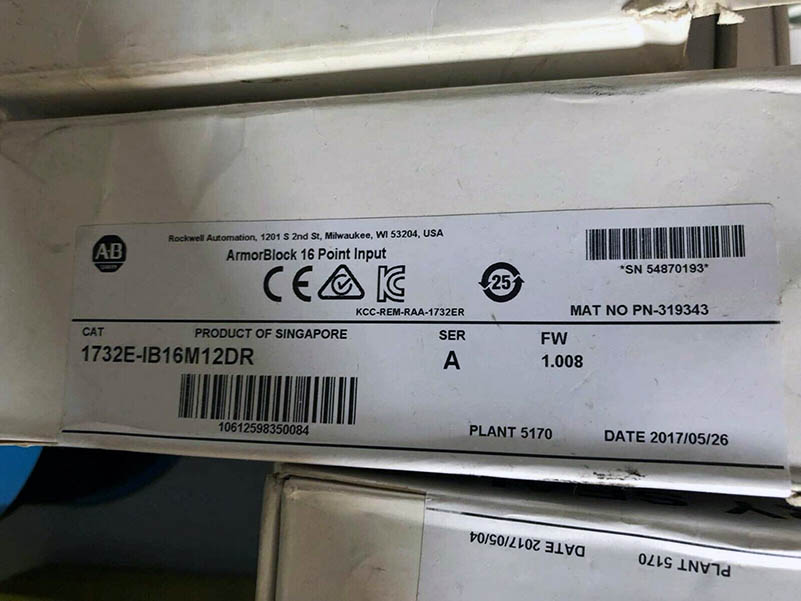 Rockwell Automation, 1201 S 2nd St, Milwaukee, WI 53204, USA
AB
ArmorBlock 16 Point Input
*SN 54870193*
CE
KC
25
KCC-REM-RAA-1732ER
MAT NO PN-319343
CAT
PRODUCT OF SINGAPORE
SER
FW
1732E-IB16M12DR
A
1.008
10612598350084
PLANT 5170
DATE 2017/05/26
PLANT 5170
DATE 2017/05/04